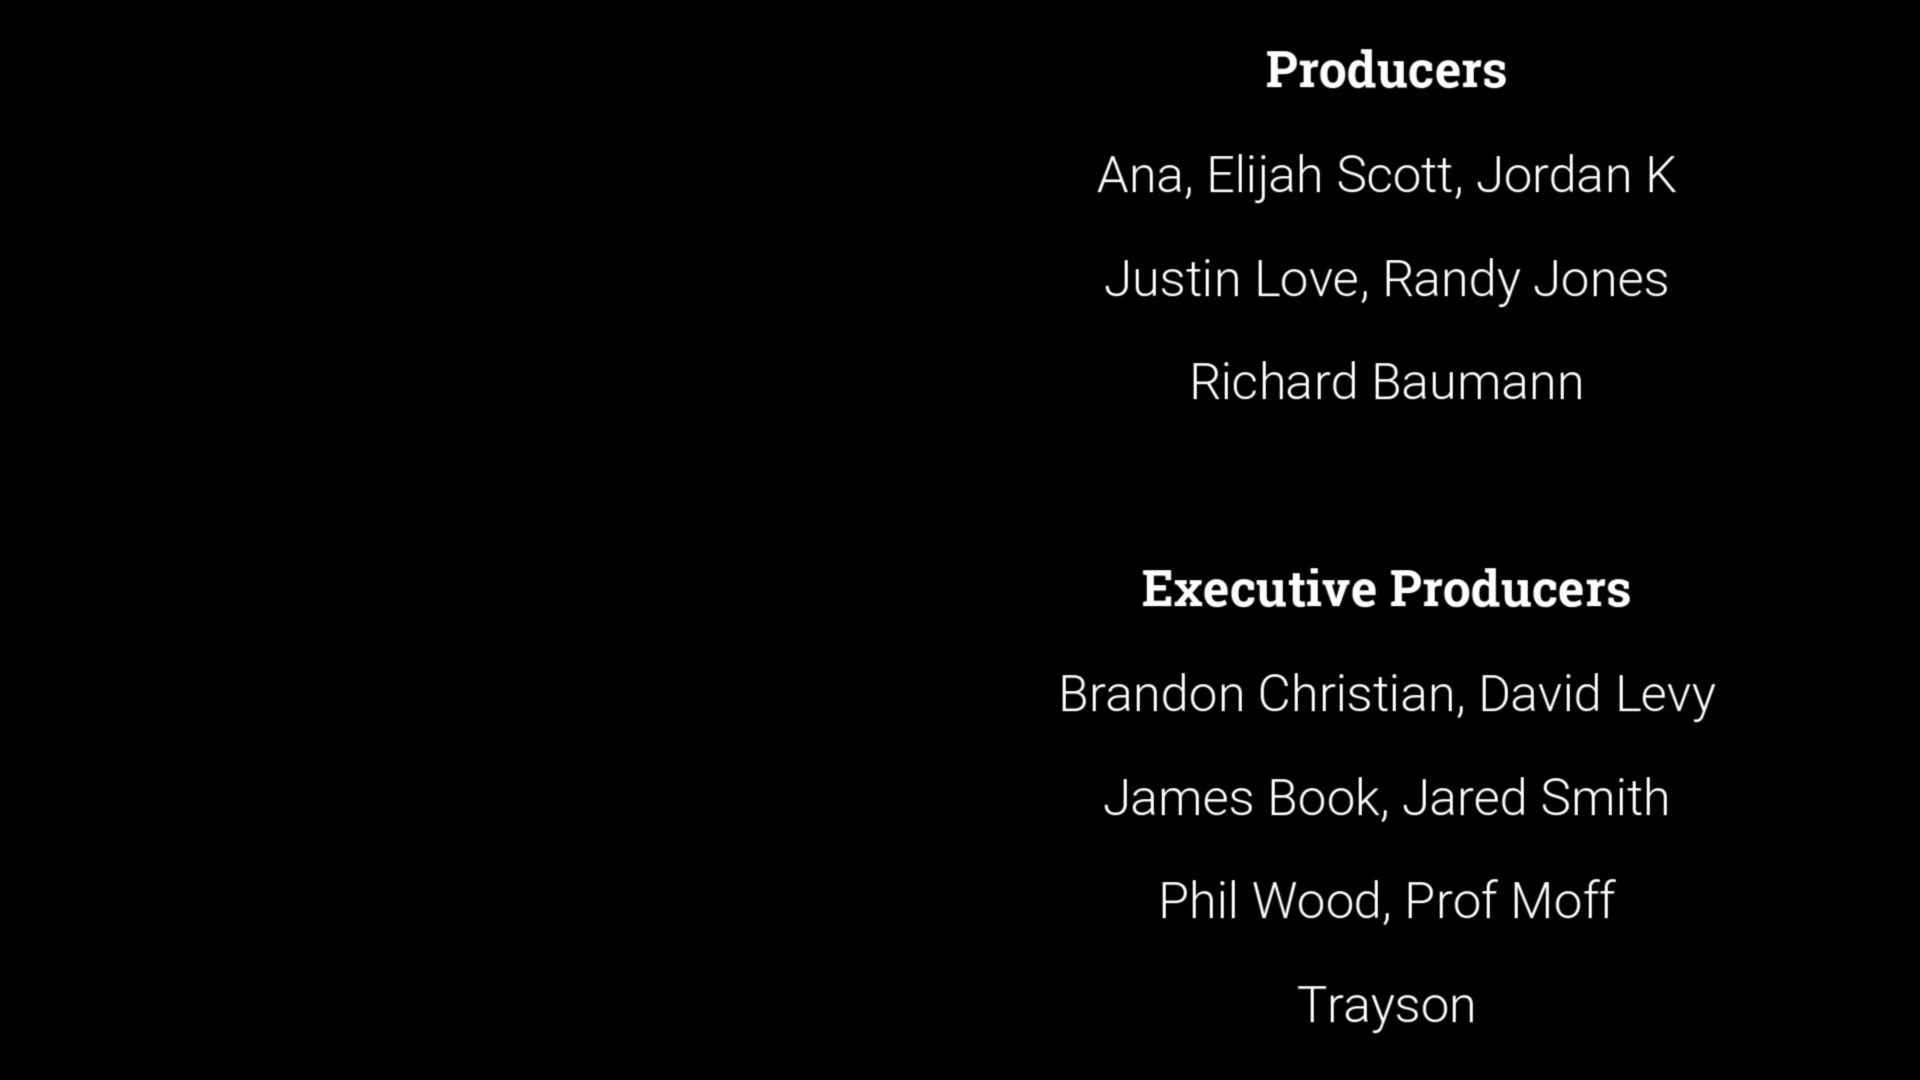 Producers
Ana, Elijah Scott, Jordan K
Justin Love, Randy Jones
Richard Baumann
Executive Producers
Brandon Christian, David Levy
James Book, Jared Smith
Phil Wood, Prof Moff
Trayson